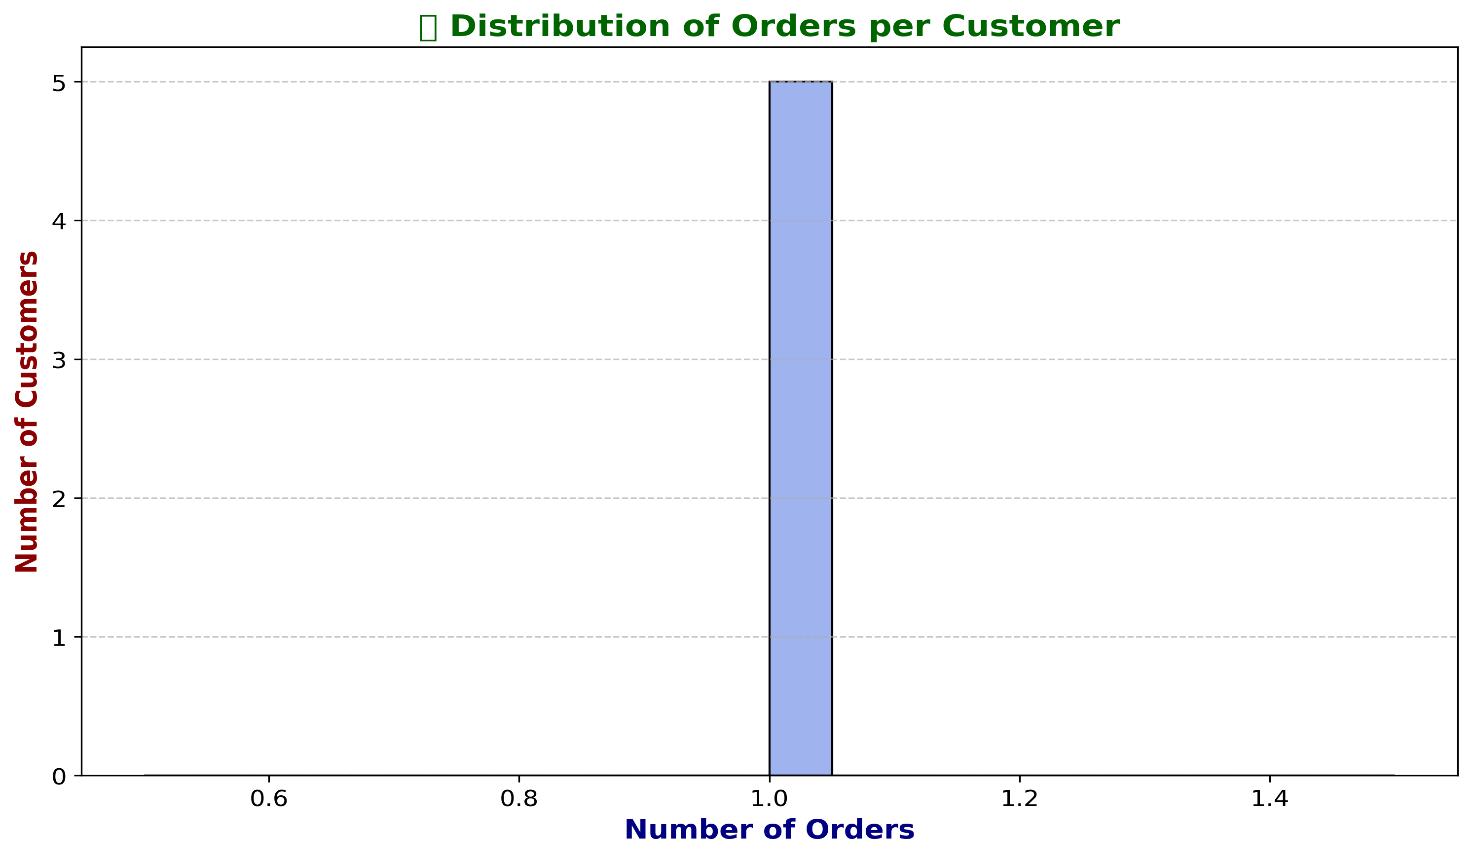 ▯ Distribution of Orders per Customer
5
4
3
2
1
0
Number of Customers
0.6 0.8 1.0 1.2 1.4
Number of Orders